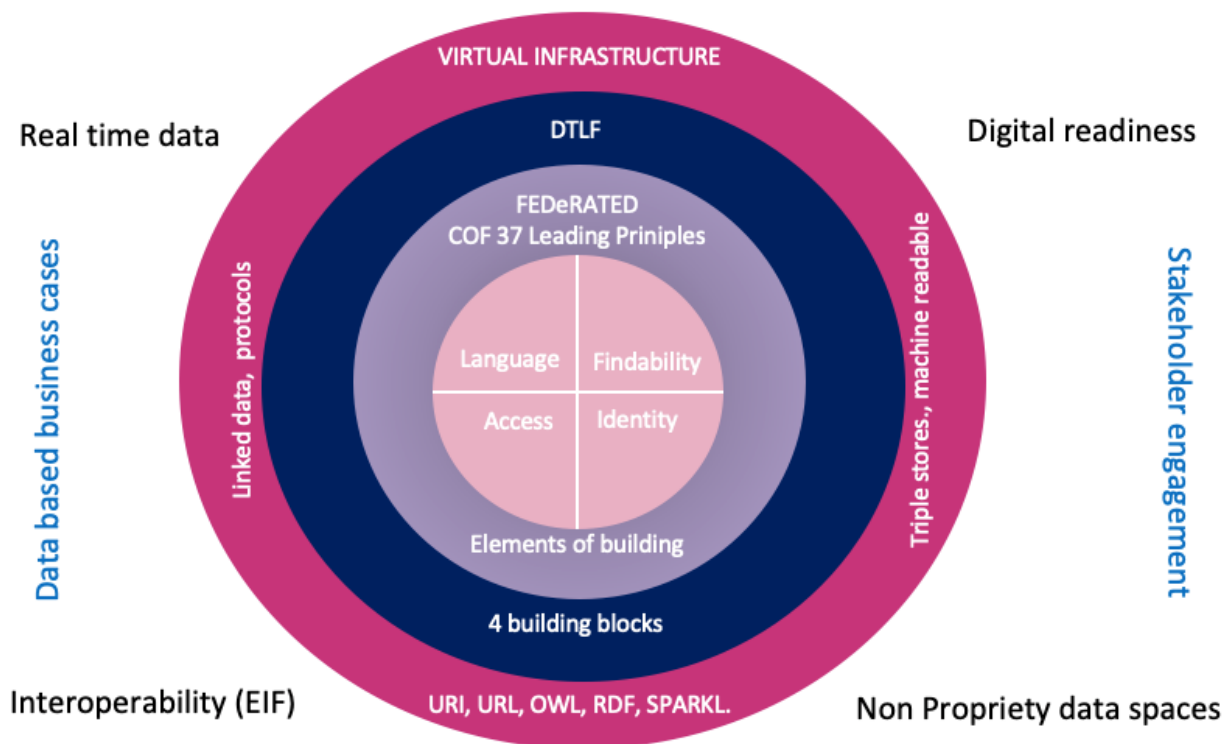 VIRTUAL INFRASTRUCTURE
Real time data
DTLF
Digital readiness
FEDeRATED
COF 37 Leading Priniples
Data based business cases
Linked data, protocols
Language
Findability
Access
Identity
Triple stores., machine readable
Stakeholder engagement
Elements of building
4 building blocks
Interoperability (EIF)
URI, URL, OWL, RDF, SPARKL.
Non Propriety data spaces